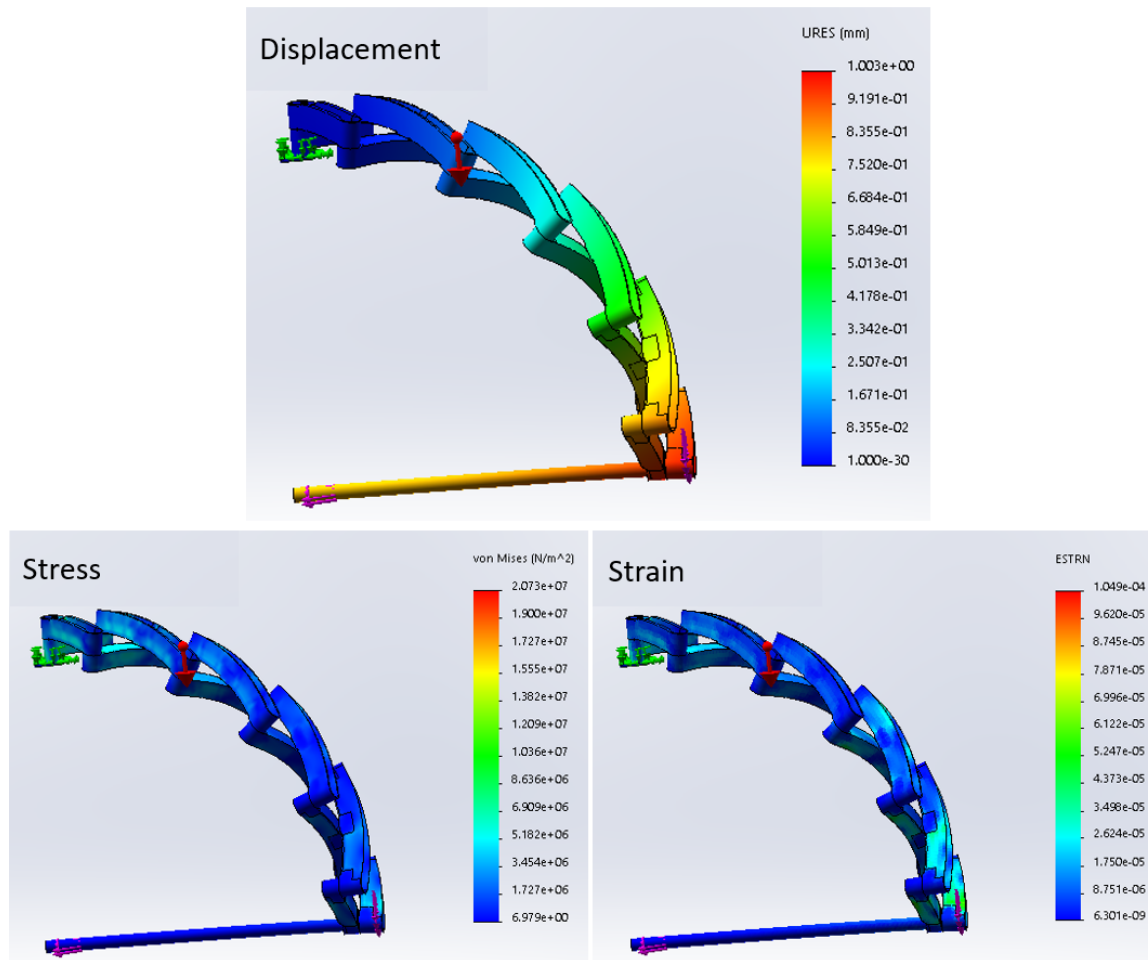 Displacement
URES (mm)
1.003e+00
9.191e-01
8.355e-01
7.520e-01
6.684e-01
5.849e-01
5.013e-01
4.178e-01
3.342e-01
2.507e-01
1.671e-01
8.355e-02
1.000e-30
Stress
von Mises (N/m^2)
2.073e+07
1.900e+07
1.727e+07
1.555e+07
1.382e+07
1.209e+07
1.036e+07
8.636e+06
6.909e+06
5.182e+06
3.454e+06
1.727e+06
6.979e+00
Strain
ESTRN
1.049e-04
9.620e-05
8.745e-05
7.871e-05
6.996e-05
6.122e-05
5.247e-05
4.373e-05
3.498e-05
2.624e-05
1.750e-05
8.751e-06
6.301e-09